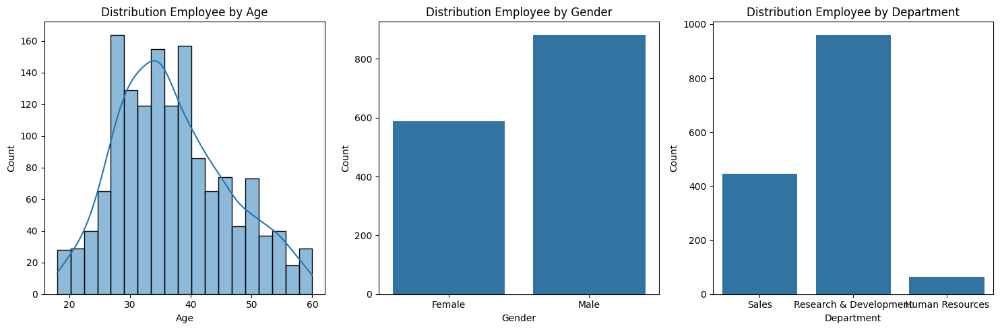 Distribution Employee by Age
160
140
120
100
80
60
40
20
0
Count
20 30 40 50 60
Age
Distribution Employee by Gender
800
600
400
200
0
Count
Female Male
Gender
Distribution Employee by Department
1000
800
600
400
200
0
Count
Sales Research & Development Human Resources
Department